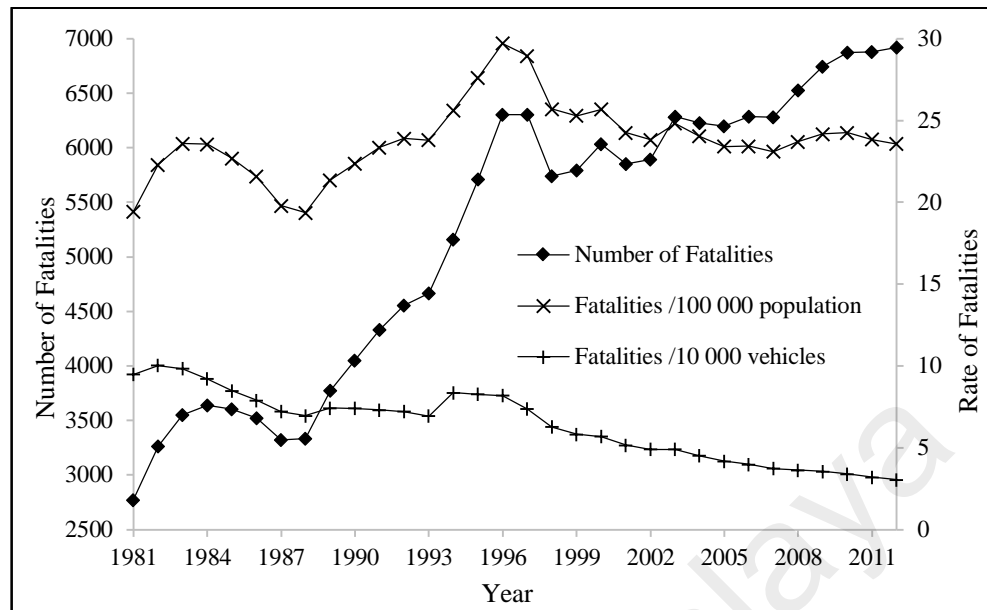 7000
6500
6000
5500
5000
4500
4000
3500
3000
2500
Number of Fatalities
30
25
20
15
10
5
0
Rate of Fatalities
Number of Fatalities
Fatalities /100 000 population
Fatalities /10 000 vehicles
1981 1984 1987 1990 1993 1996 1999 2002 2005 2008 2011
Year
laya